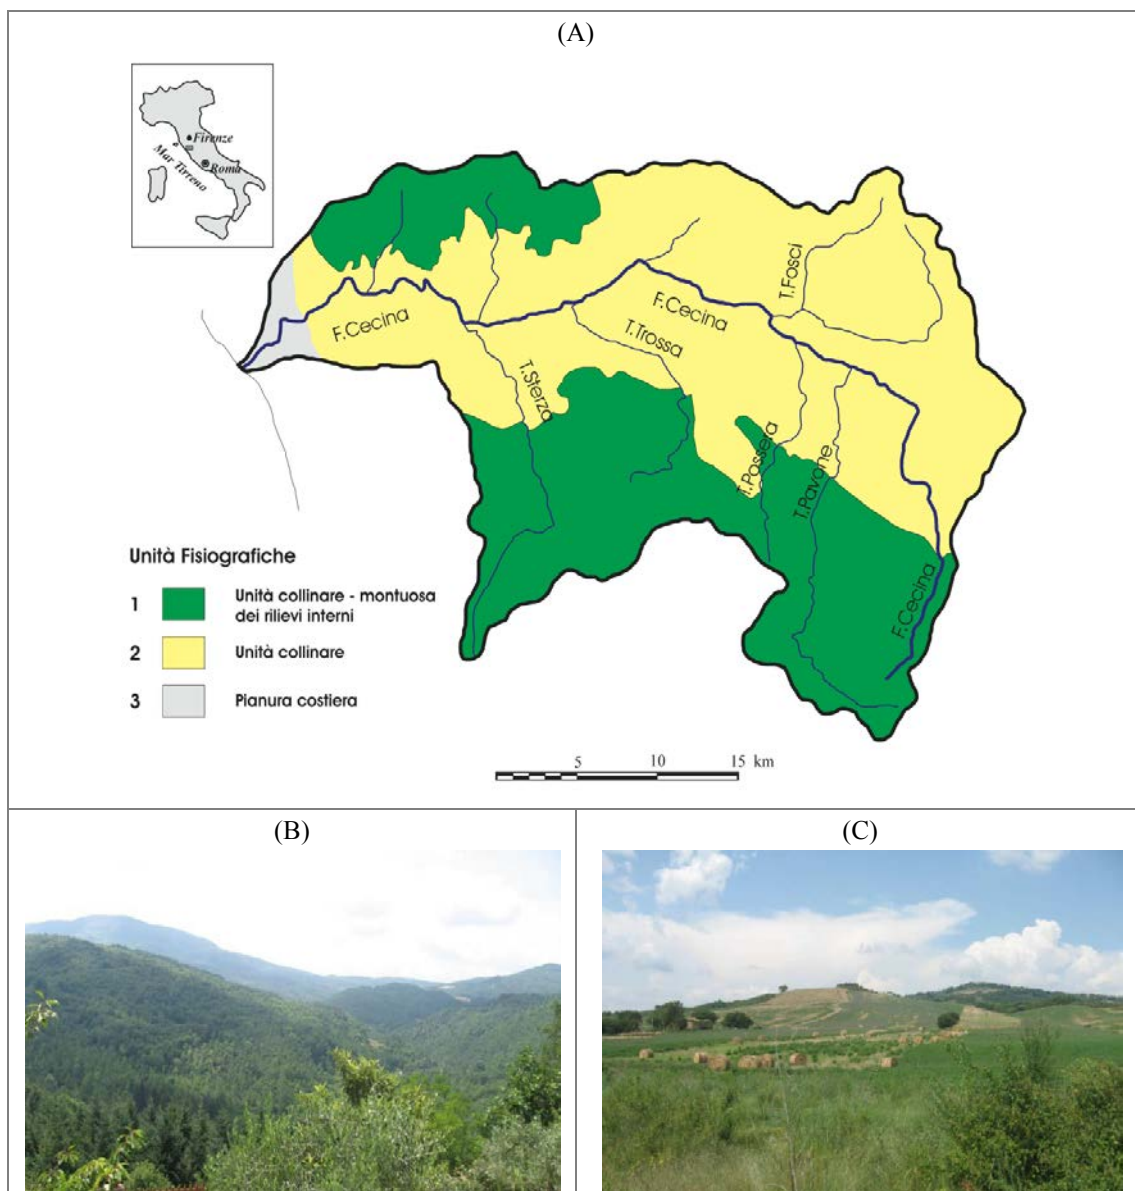 (A)
Firenze
Mar Tirreno
Roma
T.Fosci
F.Cecina
F.Cecina
T.Trossa
T.Sterza
T.Possera
T.Pavone
F.Cecina
Unità Fisiografiche
1 Unità collinare - montuosa
dei rilievi interni
2 Unità collinare
3 Pianura costiera
5 10 15 km
(B)
(C)